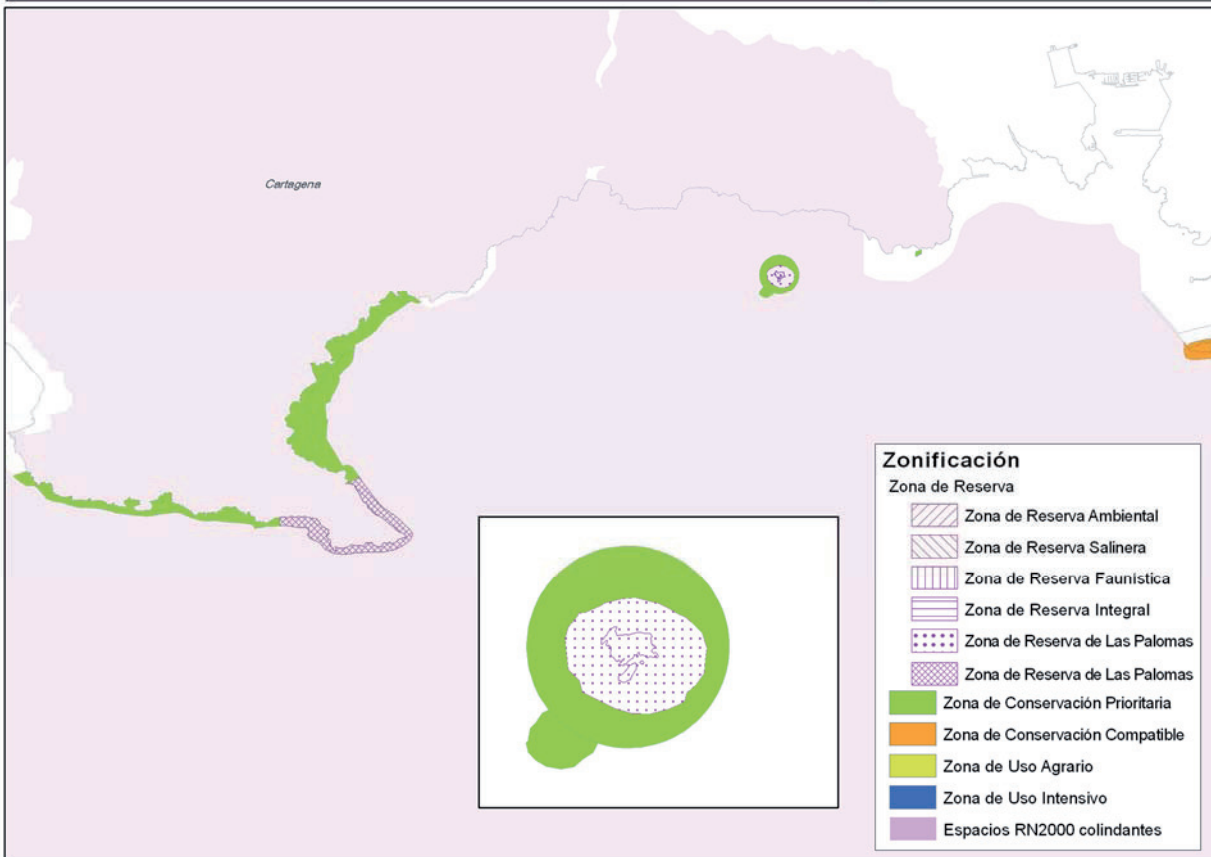 Cartagena
Zonificación
Zona de Reserva
Zona de Reserva Ambiental
Zona de Reserva Salinera
Zona de Reserva Faunística
Zona de Reserva Integral
Zona de Reserva de Las Palomas
Zona de Reserva de Las Palomas
Zona de Conservación Prioritaria
Zona de Conservación Compatible
Zona de Uso Agrario
Zona de Uso Intensivo
Espacios RN2000 colindantes